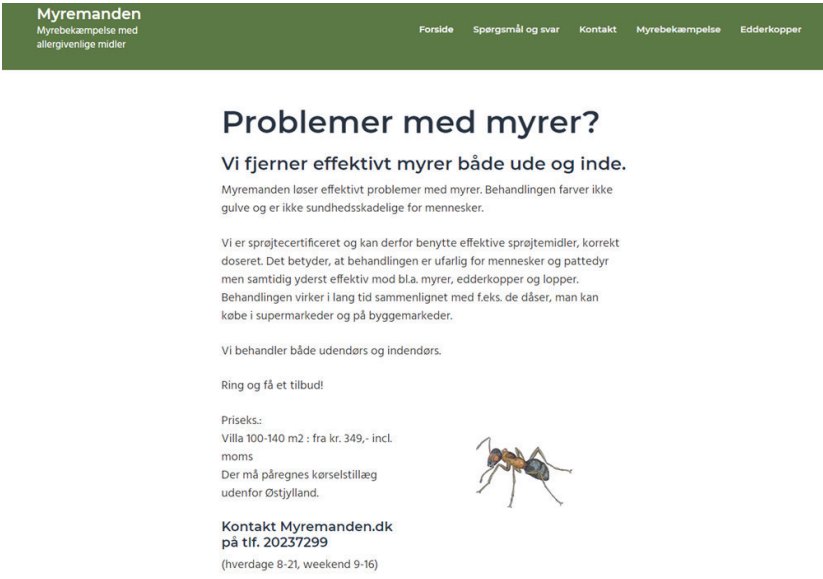 Myremanden
Myrebekæmpelse med
allergivenlige midler
Forside Spørgsmål og svar Kontakt Myrebekæmpelse Edderkopper
Problemer med myrer?
Vi fjerner effektivt myrer både ude og inde.
Myremanden løser effektivt problemer med myrer. Behandlingen farver ikke
gulve og er ikke sundhedsskadelige for mennesker.
Vi er sprøjtecertificeret og kan derfor benytte effektive sprøjtemidler, korrekt
doseret. Det betyder, at behandlingen er ufarlig for mennesker og pattedyr
men samtidig yderst effektiv mod bl.a. myrer, edderkopper og lopper.
Behandlingen virker i lang tid sammenlignet med f.eks. de dåser, man kan
købe i supermarkeder og på byggemarkeder.
Vi behandler både udendørs og indendørs.
Ring og få et tilbud!
Priseks.:
Villa 100-140 m2 : fra kr. 349,- incl.
moms
Der må påregnes kørselstillæg
udenfor Østjylland.
Kontakt Myremanden.dk
på tlf. 20237299
(hverdage 8-21, weekend 9-16)